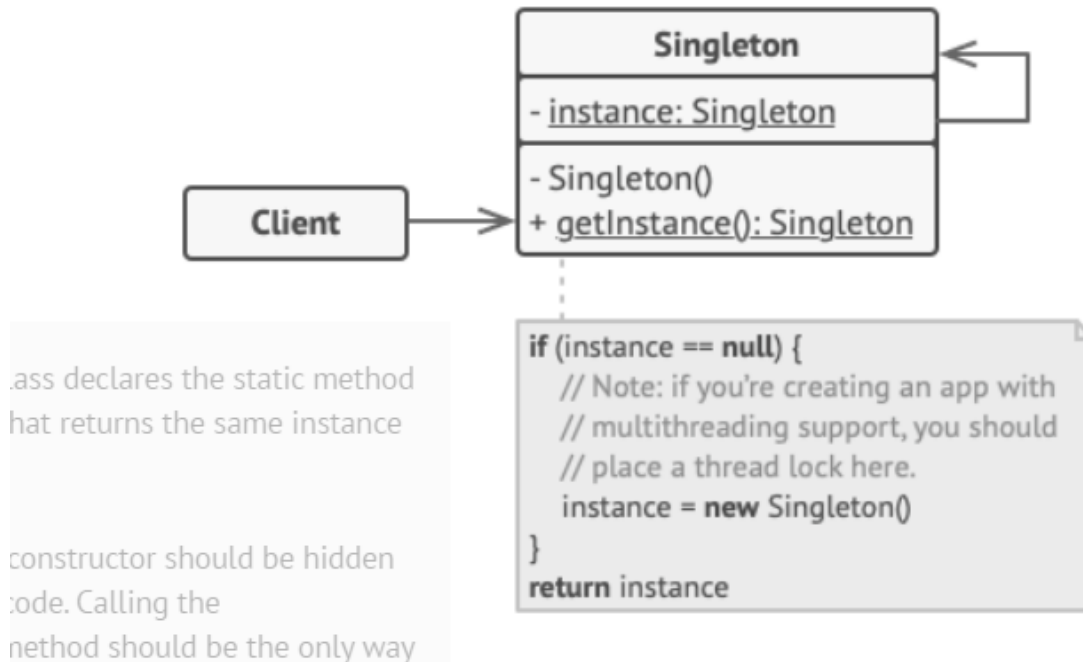 Singleton
- instance: Singleton
- Singleton()
+ getInstance(): Singleton
Client
declares the static method
that returns the same instance
constructor should be hidden
code. Calling the
method should be the only way
if (instance == null) {
// Note: if you're creating an app with
// multithreading support, you should
// place a thread lock here.
instance = new Singleton()
}
return instance